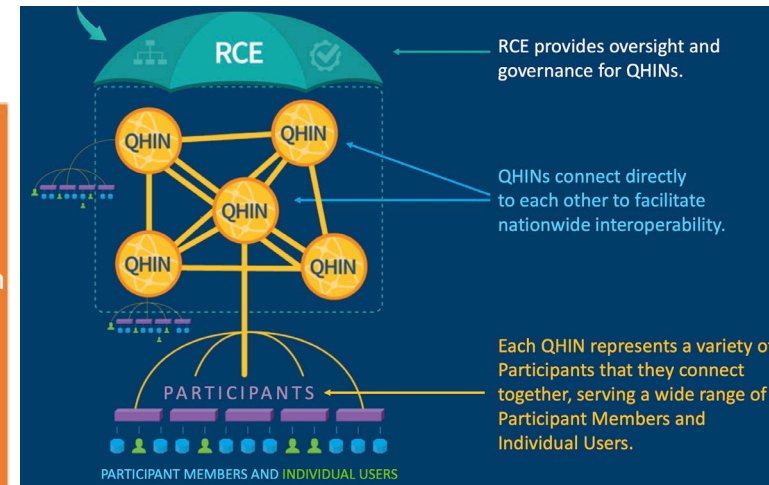 RCE
RCE provides oversight and
governance for QHINs.
QHIN
QHIN
QHIN
QHIN
QHIN
QHINs connect directly
to each other to facilitate
nationwide interoperability.
Each QHIN represents a variety of
Participants that they connect
together, serving a wide range of
Participant Members and
Individual Users.
PARTICIPANTS
PARTICIPANT MEMBERS AND INDIVIDUAL USERS